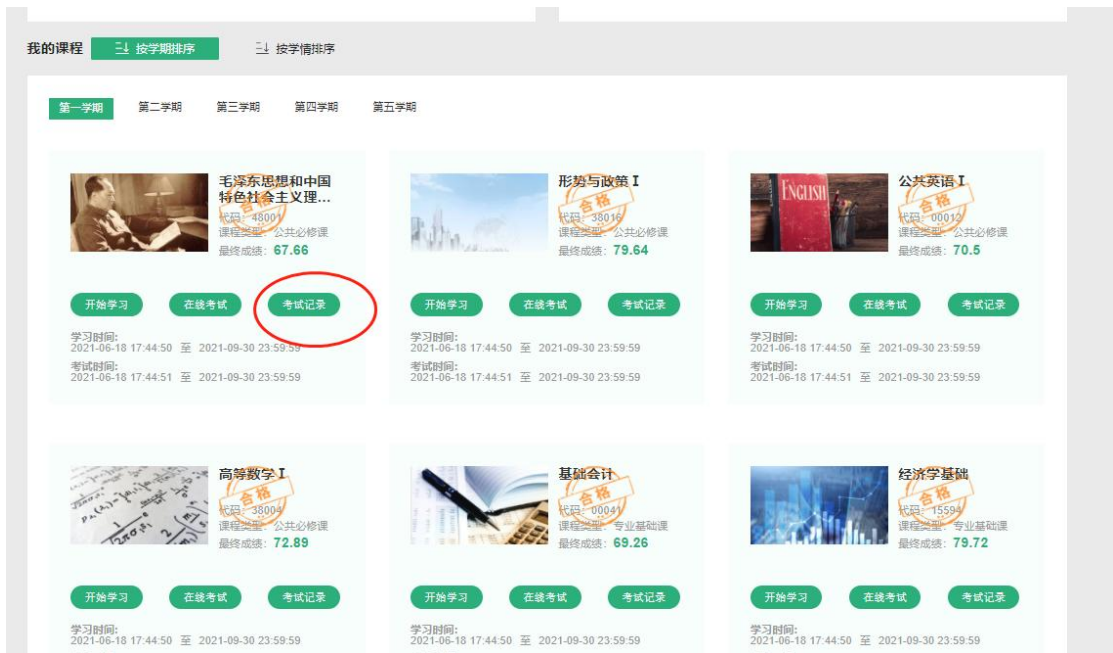 我的课程 按学期排序 按学情排序
第一学期 第二学期 第三学期 第四学期 第五学期
毛泽东思想和中国
特色社会主义理...
合格
代码：48001
课程类型：公共必修课
最终成绩：67.66
开始学习 在线考试 考试记录
学习时间:
2021-06-18 17:44:50 至 2021-09-30 23:59:59
考试时间:
2021-06-18 17:44:51 至 2021-09-30 23:59:59
形势与政策 I
合格
代码：38016
课程类型：公共必修课
最终成绩：79.64
开始学习 在线考试 考试记录
学习时间:
2021-06-18 17:44:50 至 2021-09-30 23:59:59
考试时间:
2021-06-18 17:44:51 至 2021-09-30 23:59:59
ENGLISH
公共英语 I
合格
代码：00012
课程类型：公共必修课
最终成绩：70.5
开始学习 在线考试 考试记录
学习时间:
2021-06-18 17:44:50 至 2021-09-30 23:59:59
考试时间:
2021-06-18 17:44:51 至 2021-09-30 23:59:59
高等数学 I
合格
代码：38004
课程类型：公共必修课
最终成绩：72.89
开始学习 在线考试 考试记录
学习时间:
2021-06-18 17:44:50 至 2021-09-30 23:59:59
基础会计
合格
代码：00041
课程类型：专业基础课
最终成绩：69.26
开始学习 在线考试 考试记录
学习时间:
2021-06-18 17:44:50 至 2021-09-30 23:59:59
经济学基础
合格
代码：15594
课程类型：专业基础课
最终成绩：79.72
开始学习 在线考试 考试记录
学习时间:
2021-06-18 17:44:50 至 2021-09-30 23:59:59